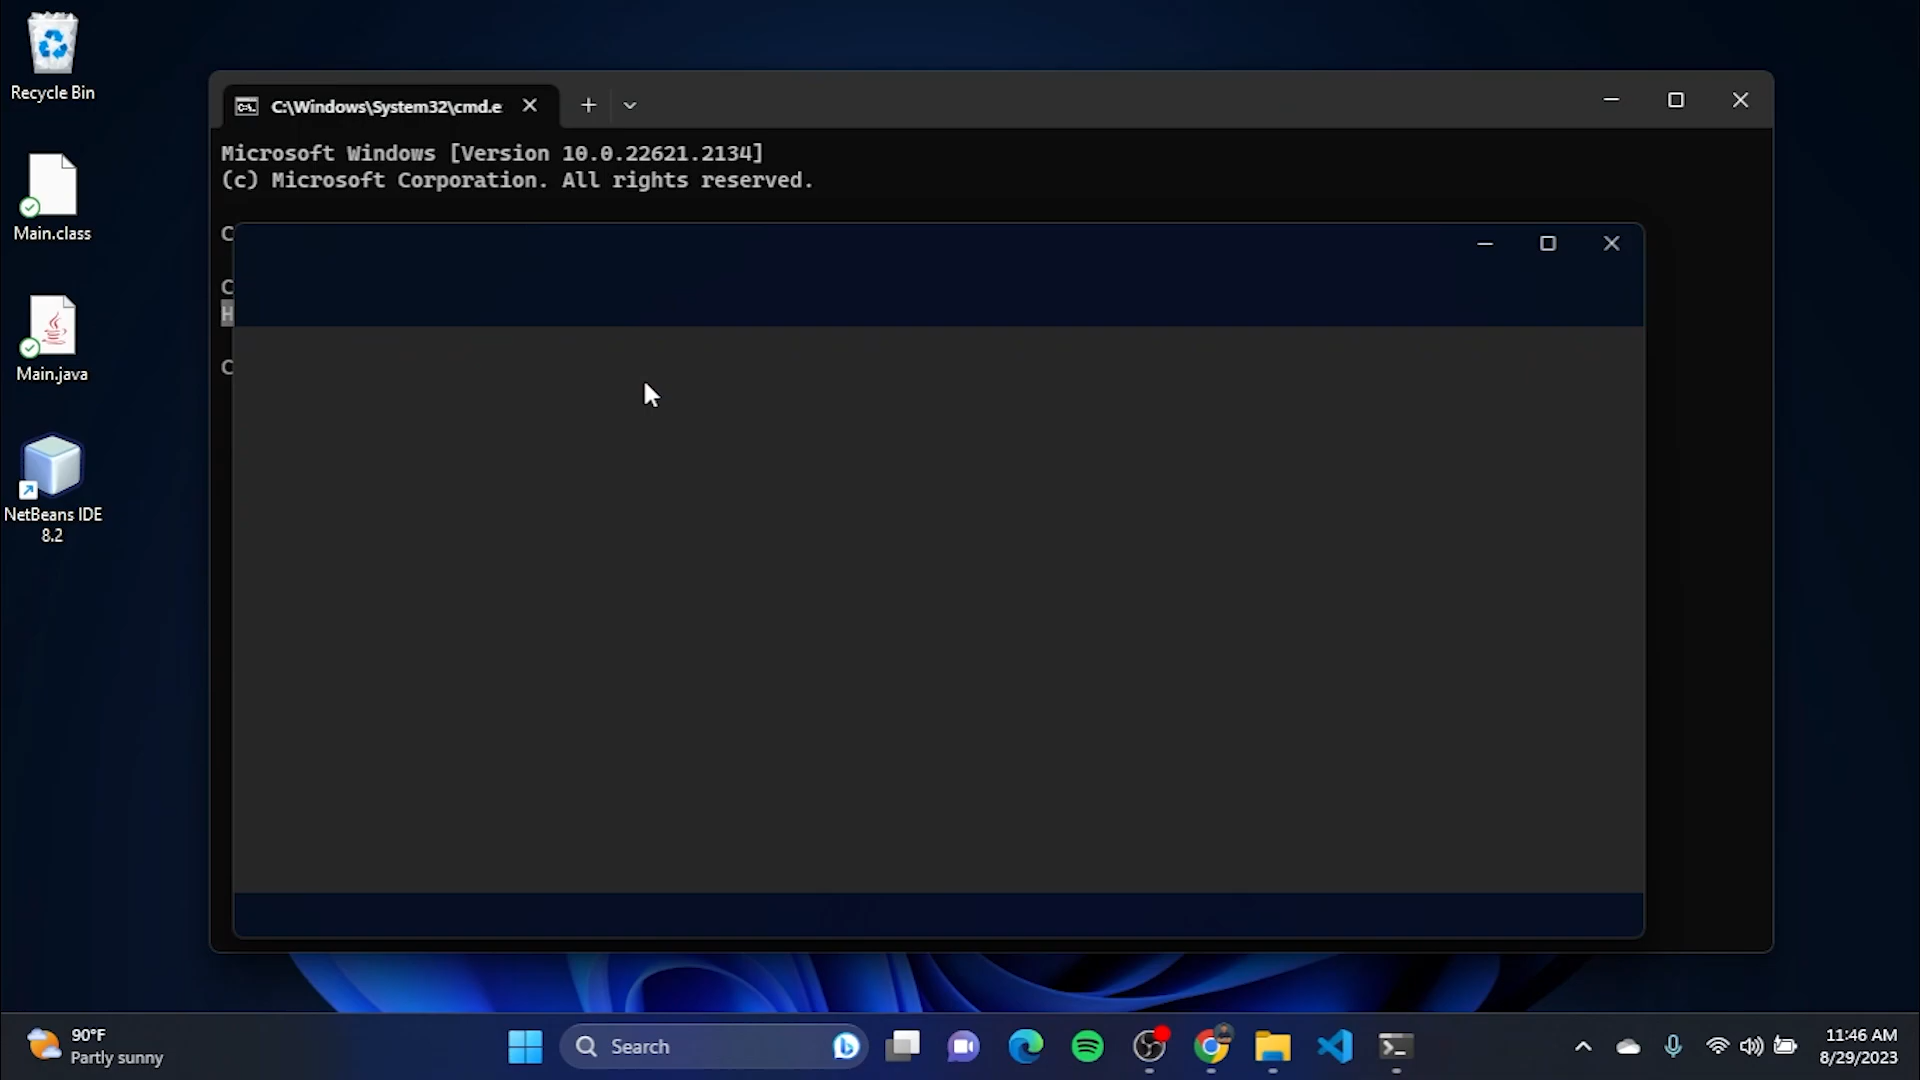 Recycle Bin
Main.class
Main.java
NetBeans IDE
8.2
C:\Windows\System32\cmd.e
Microsoft Windows [Version 10.0.22621.2134]
(c) Microsoft Corporation. All rights reserved.
C
C
H
C
90°F
Partly sunny
Search
11:46 AM
8/29/2023